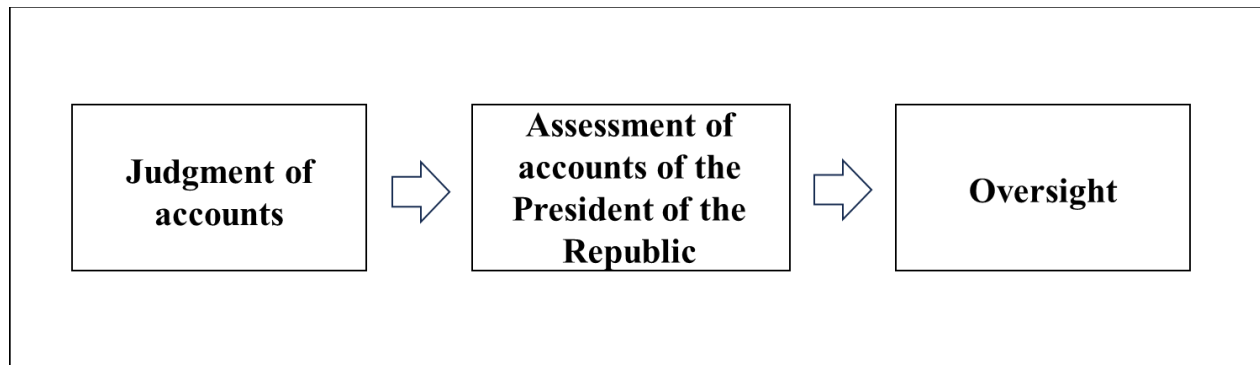 Judgment of
accounts
Assessment of
accounts of the
President of the
Republic
Oversight